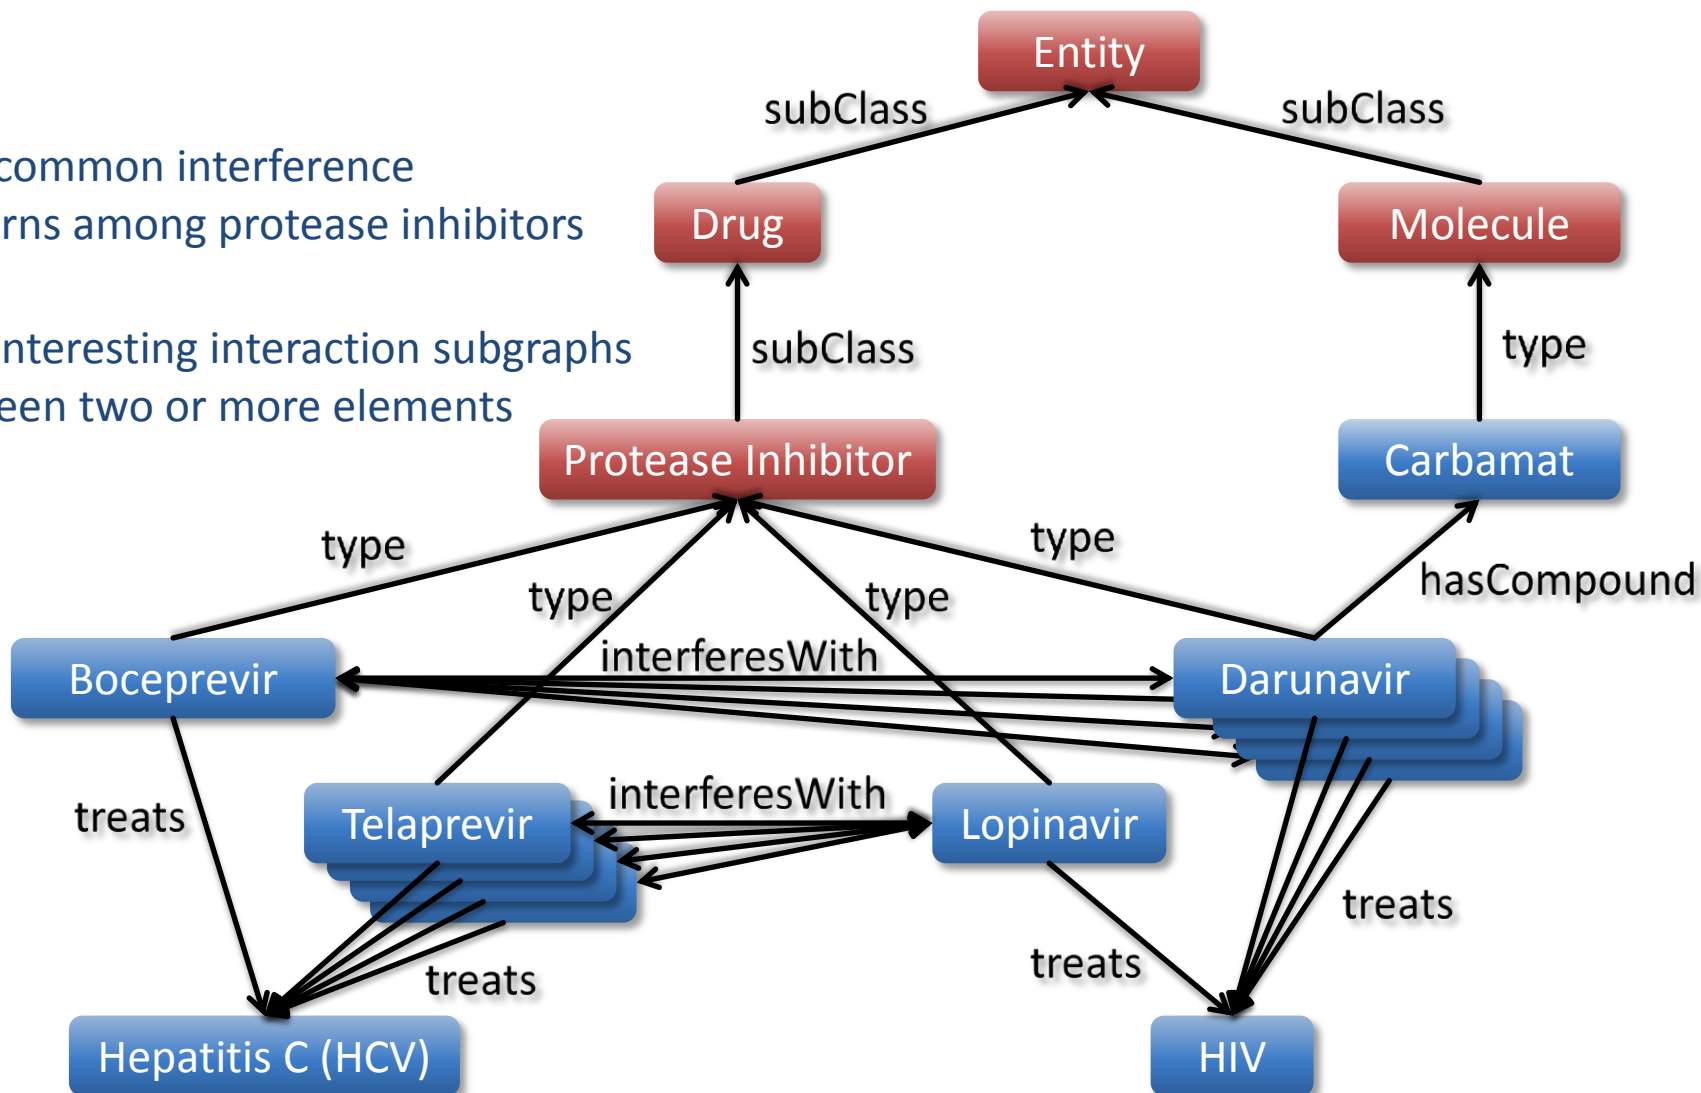 Entity
subClass
subClass
common interference
rns among protease inhibitors
Drug
Molecule
nteresting interaction subgraphs
een two or more elements
subClass
type
Protease Inhibitor
Carbamat
type
type
type
type
hasCompound
Boceprevir
interferesWith
Darunavir
treats
Telaprevir
interferesWith
Lopinavir
treats
treats
treats
Hepatitis C (HCV)
HIV